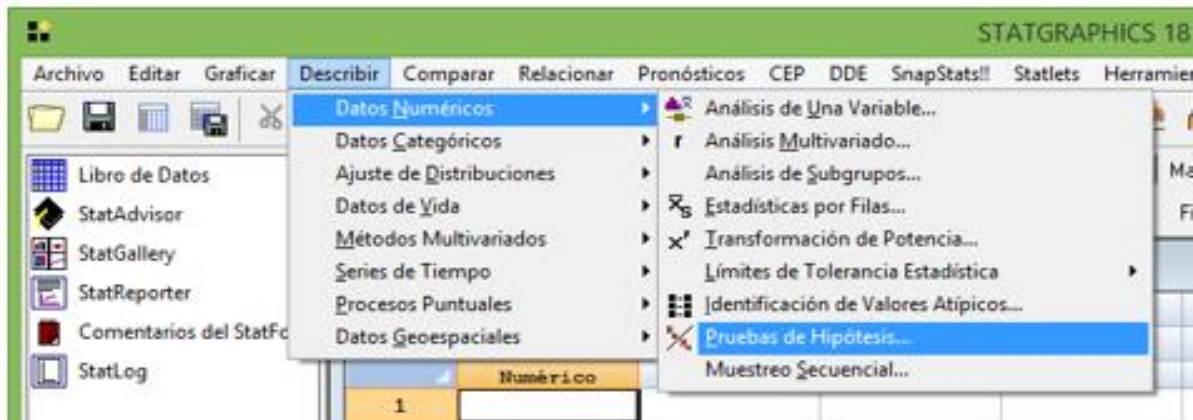 STATGRAPHiCS 18
Archivo Editar Graficar Describir Comparar Relacionar Pronósticos CEP DDE SnapStats!! Statlets
Datos Numéricos
Datos Categóricos
Ajuste de Distribuciones
Datos de Vida
Métodos Multivariados
Series de Tiempo
Procesos Puntuales
Datos Geoespaciales
Análisis de Una Variable...
Análisis Multivariado...
Análisis de Subgrupos...
Estadísticas por Filas...
Transformación de Potencia...
Límites de Tolerancia Estadística
Identificación de Valores Atípicos...
Pruebas de Hipótesis...
Muestreo Secuencial...
Libro de Datos
StatAdvisor
StatGallery
StatReporter
Comentarios del
StatLog
Numérico
1